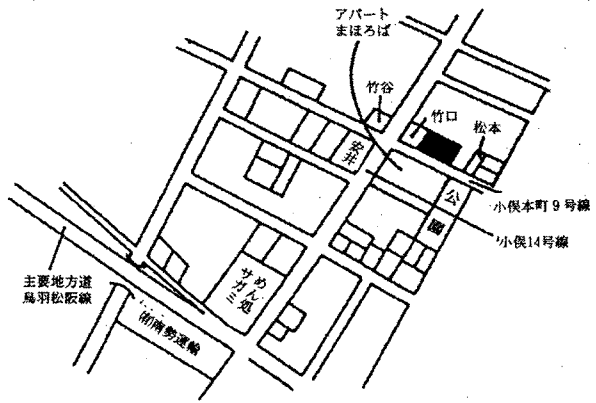 アパート
まほろば
竹谷
竹口
松本
安井
公園
小俣本町9号線
小俣14号線
めん処
サガミ
主要地方道
鳥羽松阪線
㈲南勢運輸